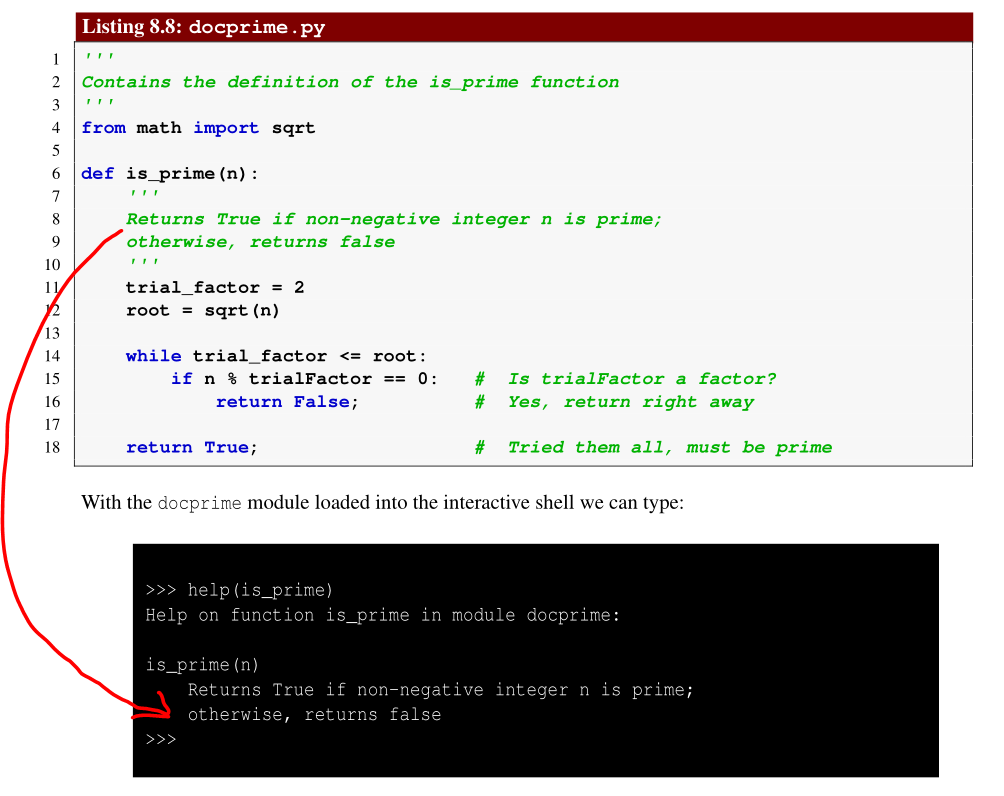 Listing 8.8: docprime.py
1 '''
2 Contains the definition of the is_prime function
3 '''
4 from math import sqrt
5
6 def is_prime(n):
7 '''
8 Returns True if non-negative integer n is prime;
9 otherwise, returns false
10 '''
11 trial_factor = 2
12 root = sqrt(n)
13
14 while trial_factor <= root:
15 if n % trialFactor == 0: # Is trialFactor a factor?
16 return False; # Yes, return right away
17
18 return True; # Tried them all, must be prime
With the docprime module loaded into the interactive shell we can type:
>>> help(is_prime)
Help on function is_prime in module docprime:
is_prime(n)
Returns True if non-negative integer n is prime;
otherwise, returns false
>>>